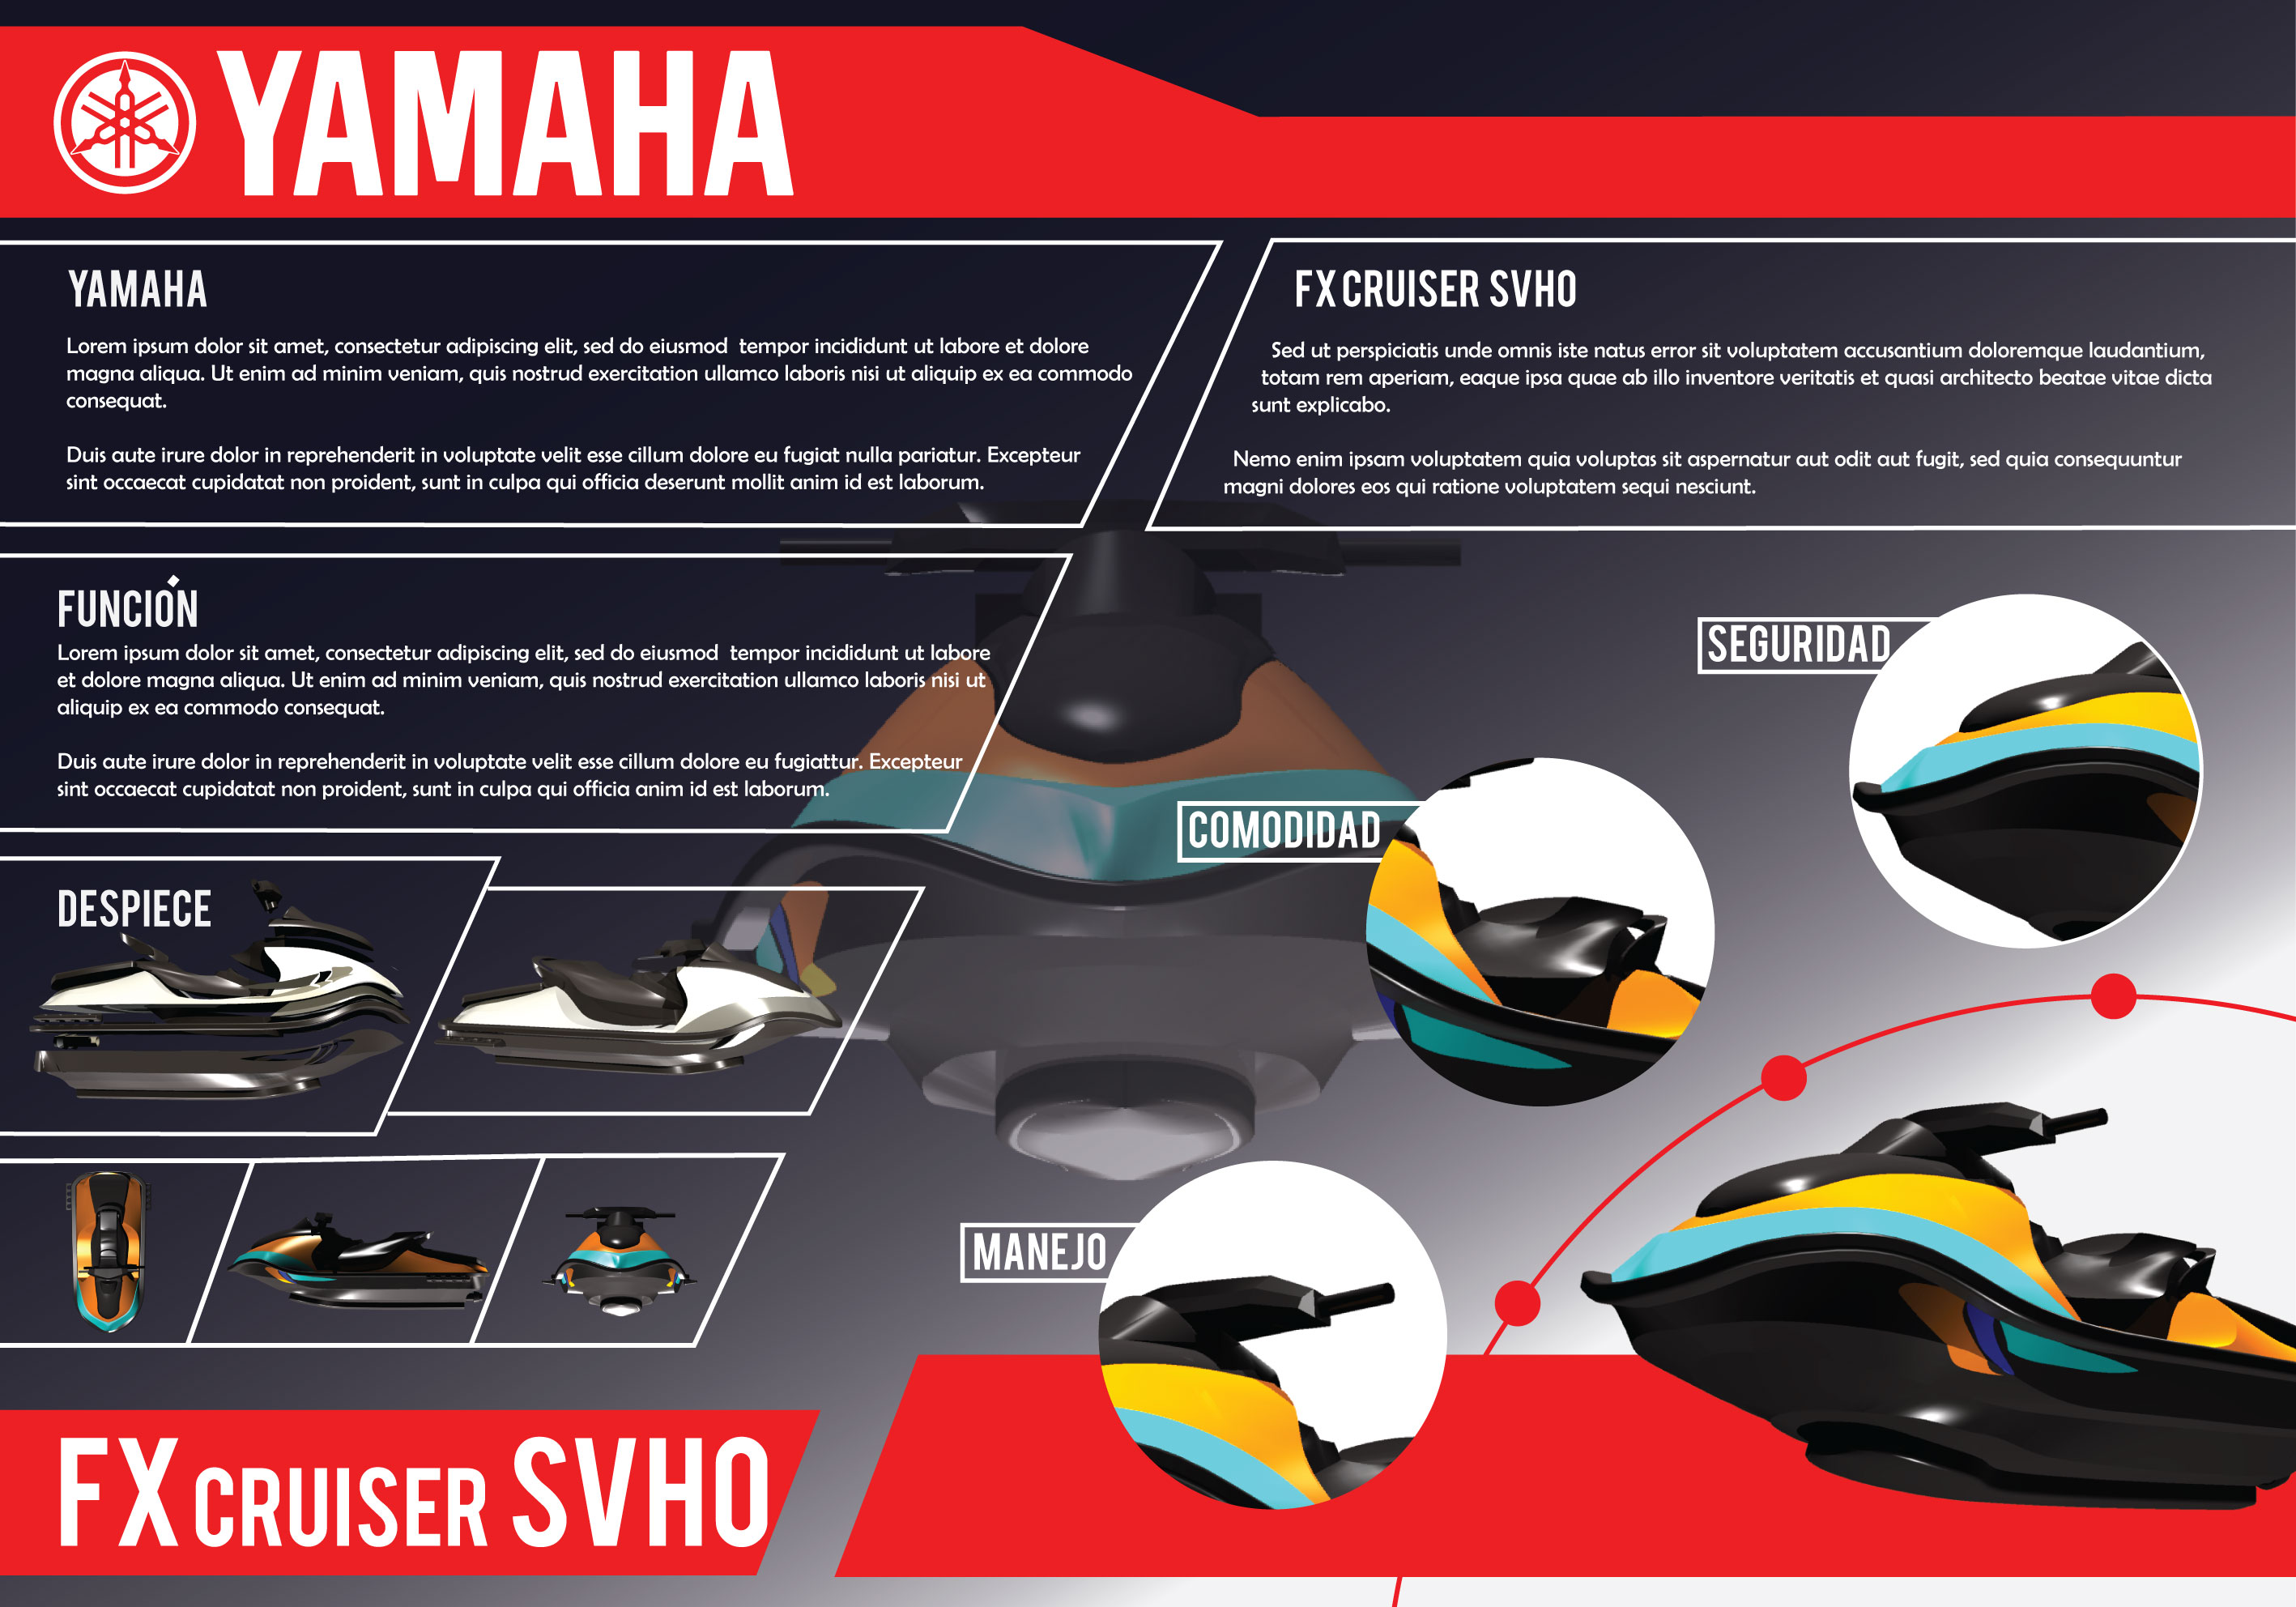 YAMAHA
YAMAHA
Lorem ipsum dolor sit amet, consectetur adipiscing elit, sed do eiusmod  tempor incididunt ut labore et dolore
magna aliqua. Ut enim ad minim veniam, quis nostrud exercitation ullamco laboris nisi ut aliquip ex ea commodo
consequat.
Duis aute irure dolor in reprehenderit in voluptate velit esse cillum dolore eu fugiat nulla pariatur. Excepteur
sint occaecat cupidatat non proident, sunt in culpa qui officia deserunt mollit anim id est laborum.
FX CRUISER SVHO
Sed ut perspiciatis unde omnis iste natus error sit voluptatem accusantium doloremque laudantium,
totam rem aperiam, eaque ipsa quae ab illo inventore veritatis et quasi architecto beatae vitae dicta
sunt explicabo.
Nemo enim ipsam voluptatem quia voluptas sit aspernatur aut odit aut fugit, sed quia consequuntur
magni dolores eos qui ratione voluptatem sequi nesciunt.
FUNCIÓN
Lorem ipsum dolor sit amet, consectetur adipiscing elit, sed do eiusmod  tempor incididunt ut labore
et dolore magna aliqua. Ut enim ad minim veniam, quis nostrud exercitation ullamco laboris nisi ut
aliquip ex ea commodo consequat.
Duis aute irure dolor in reprehenderit in voluptate velit esse cillum dolore eu fugiattur. Excepteur
sint occaecat cupidatat non proident, sunt in culpa qui officia anim id est laborum.
SEGURIDAD
COMODIDAD
DESPIECE
MANEJO
FX CRUISER SVHO